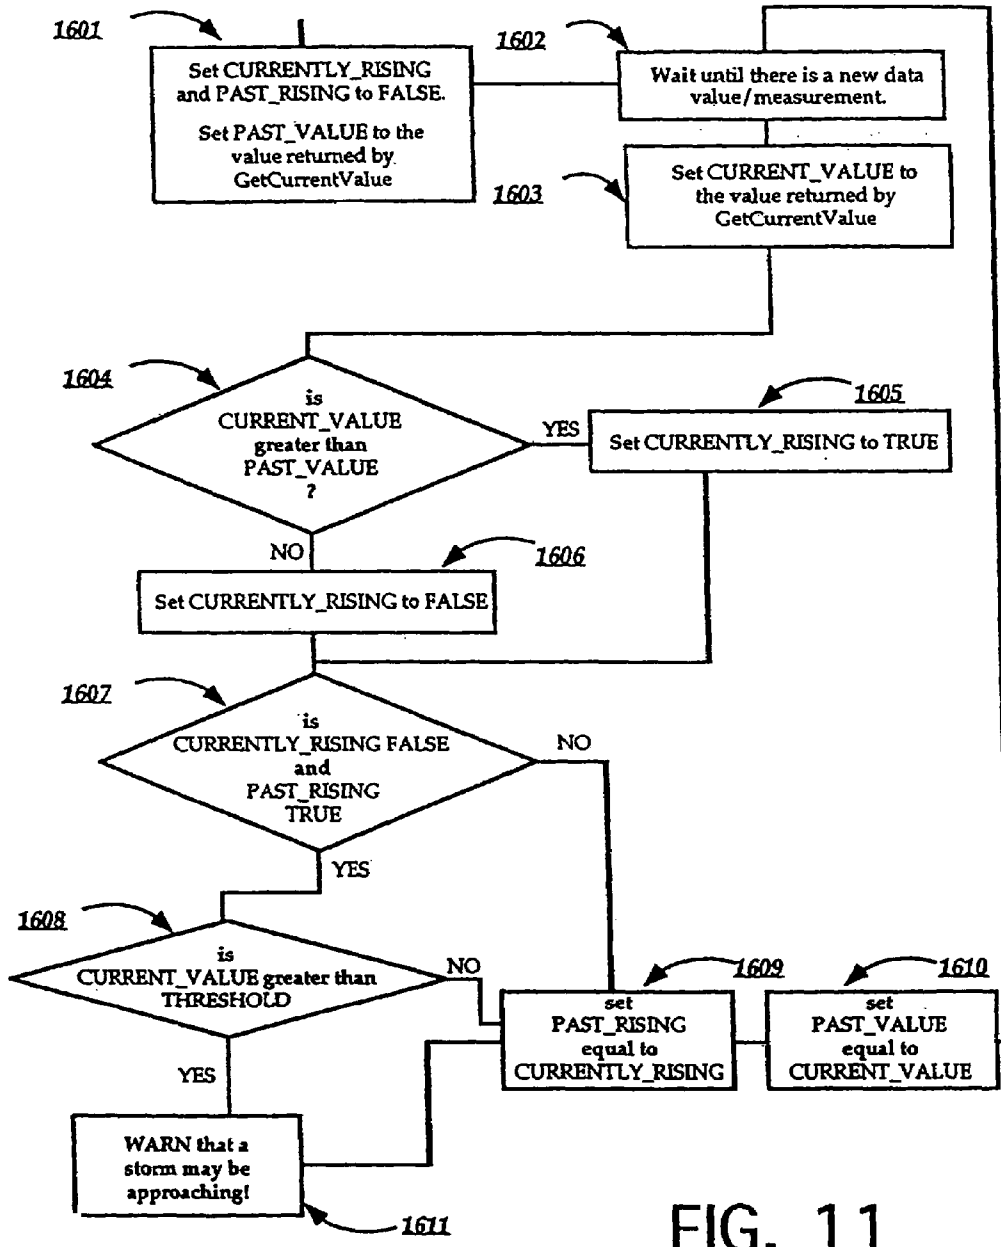 1601
Set CURRENTLY_RISING
and PAST_RISING to FALSE.
Set PAST_VALUE to the
value returned by
GetCurrentValue
1602
Wait until there is a new data
value/measurement.
1603
Set CURRENT_VALUE to
the value returned by
GetCurrentValue
1604
is
CURRENT_VALUE
greater than
PAST_VALUE
?
YES
1605
Set CURRENTLY_RISING to TRUE
NO
1606
Set CURRENTLY_RISING to FALSE
1607
is
CURRENTLY_RISING FALSE
and
PAST_RISING
TRUE
NO
YES
1608
is
CURRENT_VALUE greater than
THRESHOLD
NO
YES
1609
set
PAST_RISING
equal to
CURRENTLY_RISING
1610
set
PAST_VALUE
equal to
CURRENT_VALUE
WARN that a
storm may be
approaching!
1611
FIG. 11